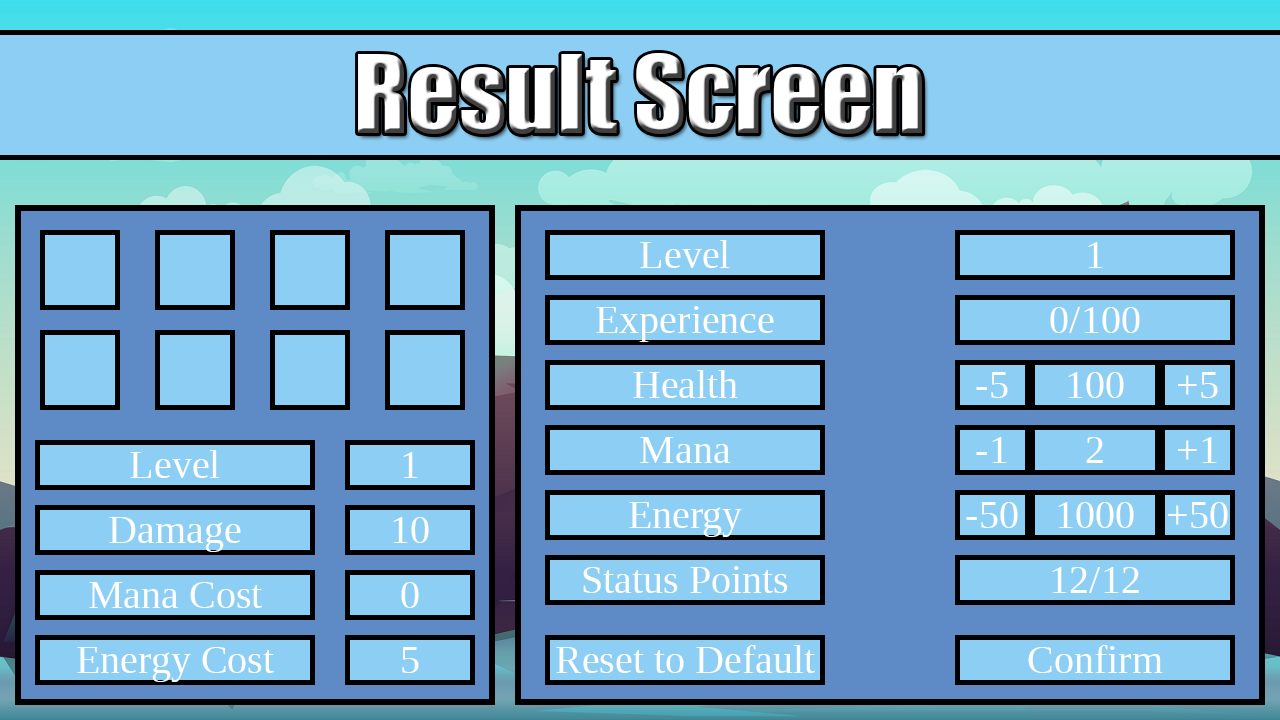 Result Screen
Level 1
Damage 10
Mana Cost 0
Energy Cost 5
Level 1
Experience 0/100
Health -5 100 +5
Mana -1 2 +1
Energy -50 1000 +50
Status Points 12/12
Reset to Default Confirm